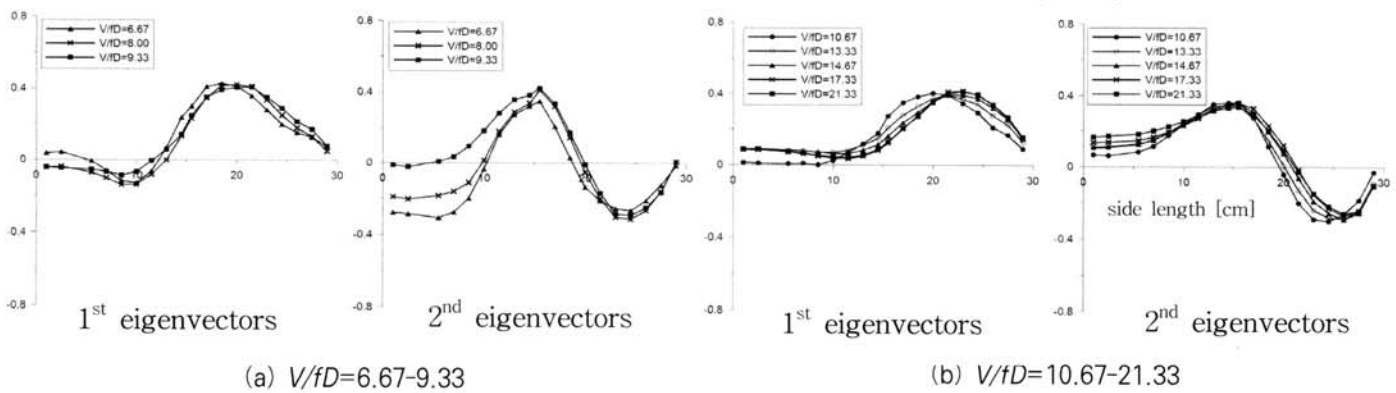 0.8
0.4
0
-0.4
-0.8
10
20
30
V/fD=6.67
V/fD=8.00
V/fD=9.33
1st eigenvectors
0.8
0.4
0
-0.4
-0.8
0
10
20
30
V/fD=6.67
V/fD=8.00
V/fD=9.33
2nd eigenvectors
(a) V/fD=6.67-9.33
0.8
0.4
0
-0.4
-0.8
0
10
20
30
V/fD=10.67
V/fD=13.33
V/fD=14.67
V/fD=17.33
V/fD=21.33
1st eigenvectors
0.8
0.4
0
-0.4
-0.8
0
10
20
30
V/fD=10.67
V/fD=13.33
V/fD=14.67
V/fD=17.33
V/fD=21.33
side length [cm]
2nd eigenvectors
(b) V/fD=10.67-21.33